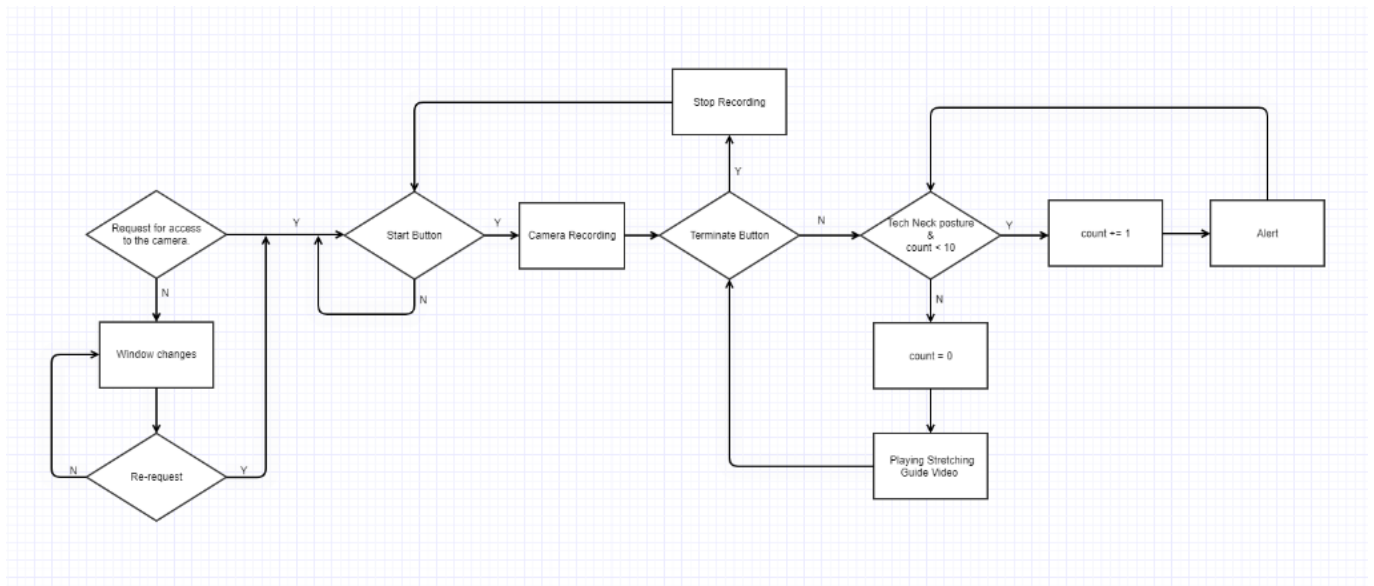 Stop Recording
Y
Request for access
to the camera.
Y
Start Button
Y
Camera Recording
Terminate Button
N
Tech Neck posture
&
count < 10
Y
count += 1
Alert
N
N
N
Window changes
count = 0
N
Re-request
Y
Playing Stretching
Guide Video